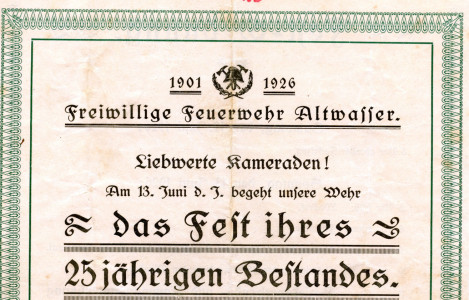 1901 1926
Freiwillige Feuerwehr Altwasser.
Liebwerte Kameraden!
Am 13. Juni d. J. begeht unsere Wehr
das Fest ihres
25jährigen Bestandes.